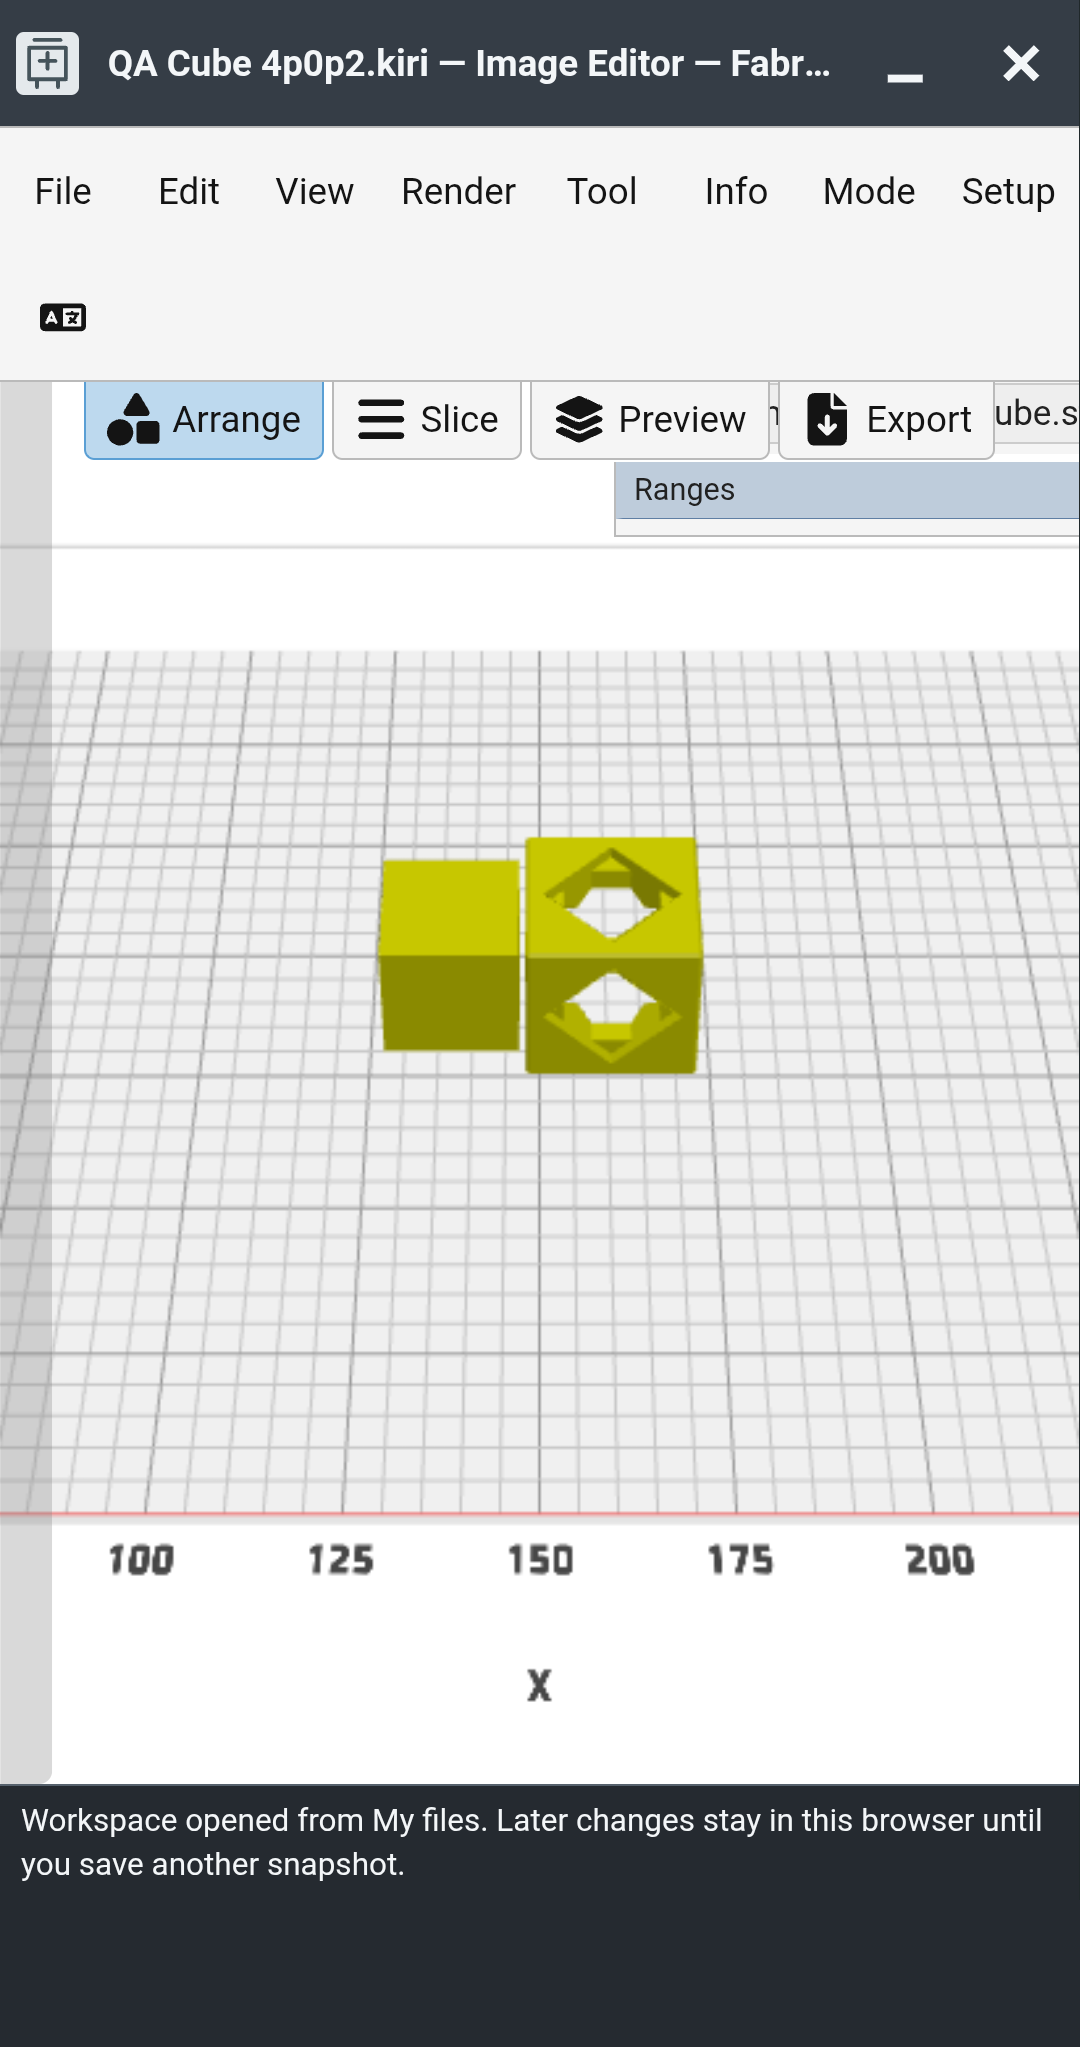 QA Cube 4p0p2.kiri — Image Editor — Fabr...
File Edit View Render Tool Info Mode Setup
Arrange Slice Preview Export ube.s
Ranges
100 125 150 175 200
X
Workspace opened from My files. Later changes stay in this browser until
you save another snapshot.